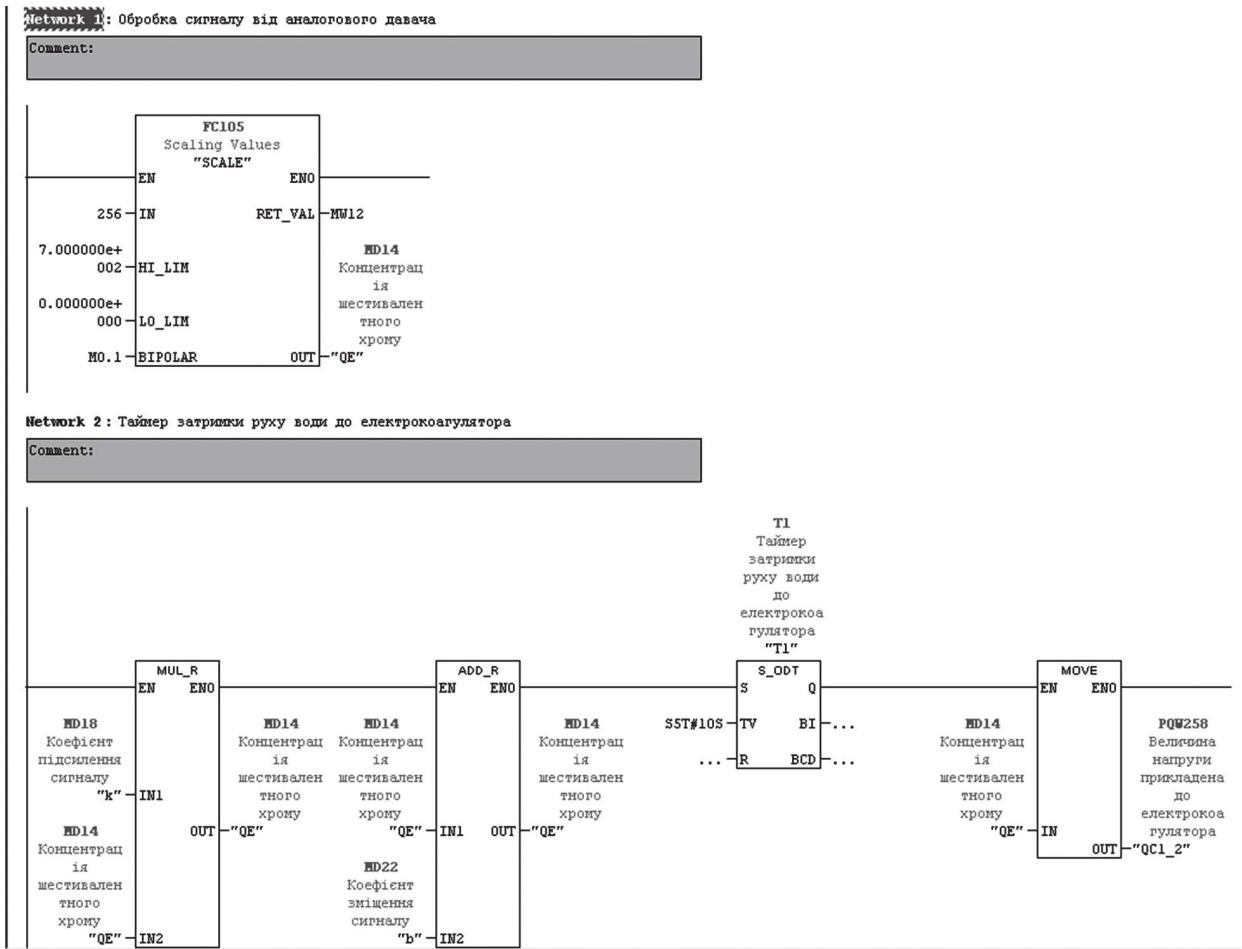 Network 1: Обробка сигналу від аналогового давача
Comment:
FC105
Scaling Values
"SCALE"
EN ENO
256 IN RET_VAL MW12
7.000000e+
002 HI_LIM
MD14
Концентрац
ія
шестивален
тного
хрому
0.000000e+
000 LO_LIM
M0.1 BIPOLAR OUT "QE"
Network 2 : Таймер затримки руху води до електрокоагулятора
Comment:
T1
Таймер
затримки
руху води
до
електрокоа
гулятора
"T1"
MUL_R
EN ENO
MD18
Коефієнт
підсилення
сигналу
"k" IN1
MD14
Концентрац
ія
шестивален
тного
хрому
"QE" IN2
MD14
Концентрац
ія
шестивален
тного
хрому
OUT "QE"
ADD_R
EN ENO
MD14
Концентрац
ія
шестивален
тного
хрому
"QE" IN1
MD22
Коефієнт
зміщення
сигналу
"b" IN2
MD14
Концентрац
ія
шестивален
тного
хрому
OUT "QE"
S_ODT
S Q
S5T#10S TV BI ...
... R BCD ...
MOVE
EN ENO
MD14
Концентрац
ія
шестивален
тного
хрому
"QE" IN
PQW258
Величина
напруги
прикладена
до
електрокоа
гулятора
OUT "QC1_2"